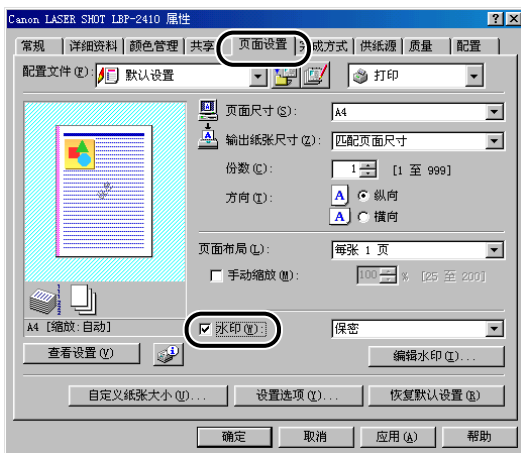 Canon LASER SHOT LBP-2410 属性
常规 详细资料 颜色管理 共享 页面设置 成方式 供纸源 质量 配置
配置文件(F): 默认设置 打印
页面尺寸(S): A4
输出纸张尺寸(Z): 匹配页面尺寸
份数(C): 1 [1 至 999]
方向(T): A 纵向
A 横向
页面布局(L): 每张 1 页
手动缩放(M): 100 % [25 至 200]
A4 [缩放:自动]
水印(W): 保密
查看设置(V) 编辑水印(I)...
自定义纸张大小(U)... 设置选项(Y)... 恢复默认设置(R)
确定 取消 应用(A) 帮助